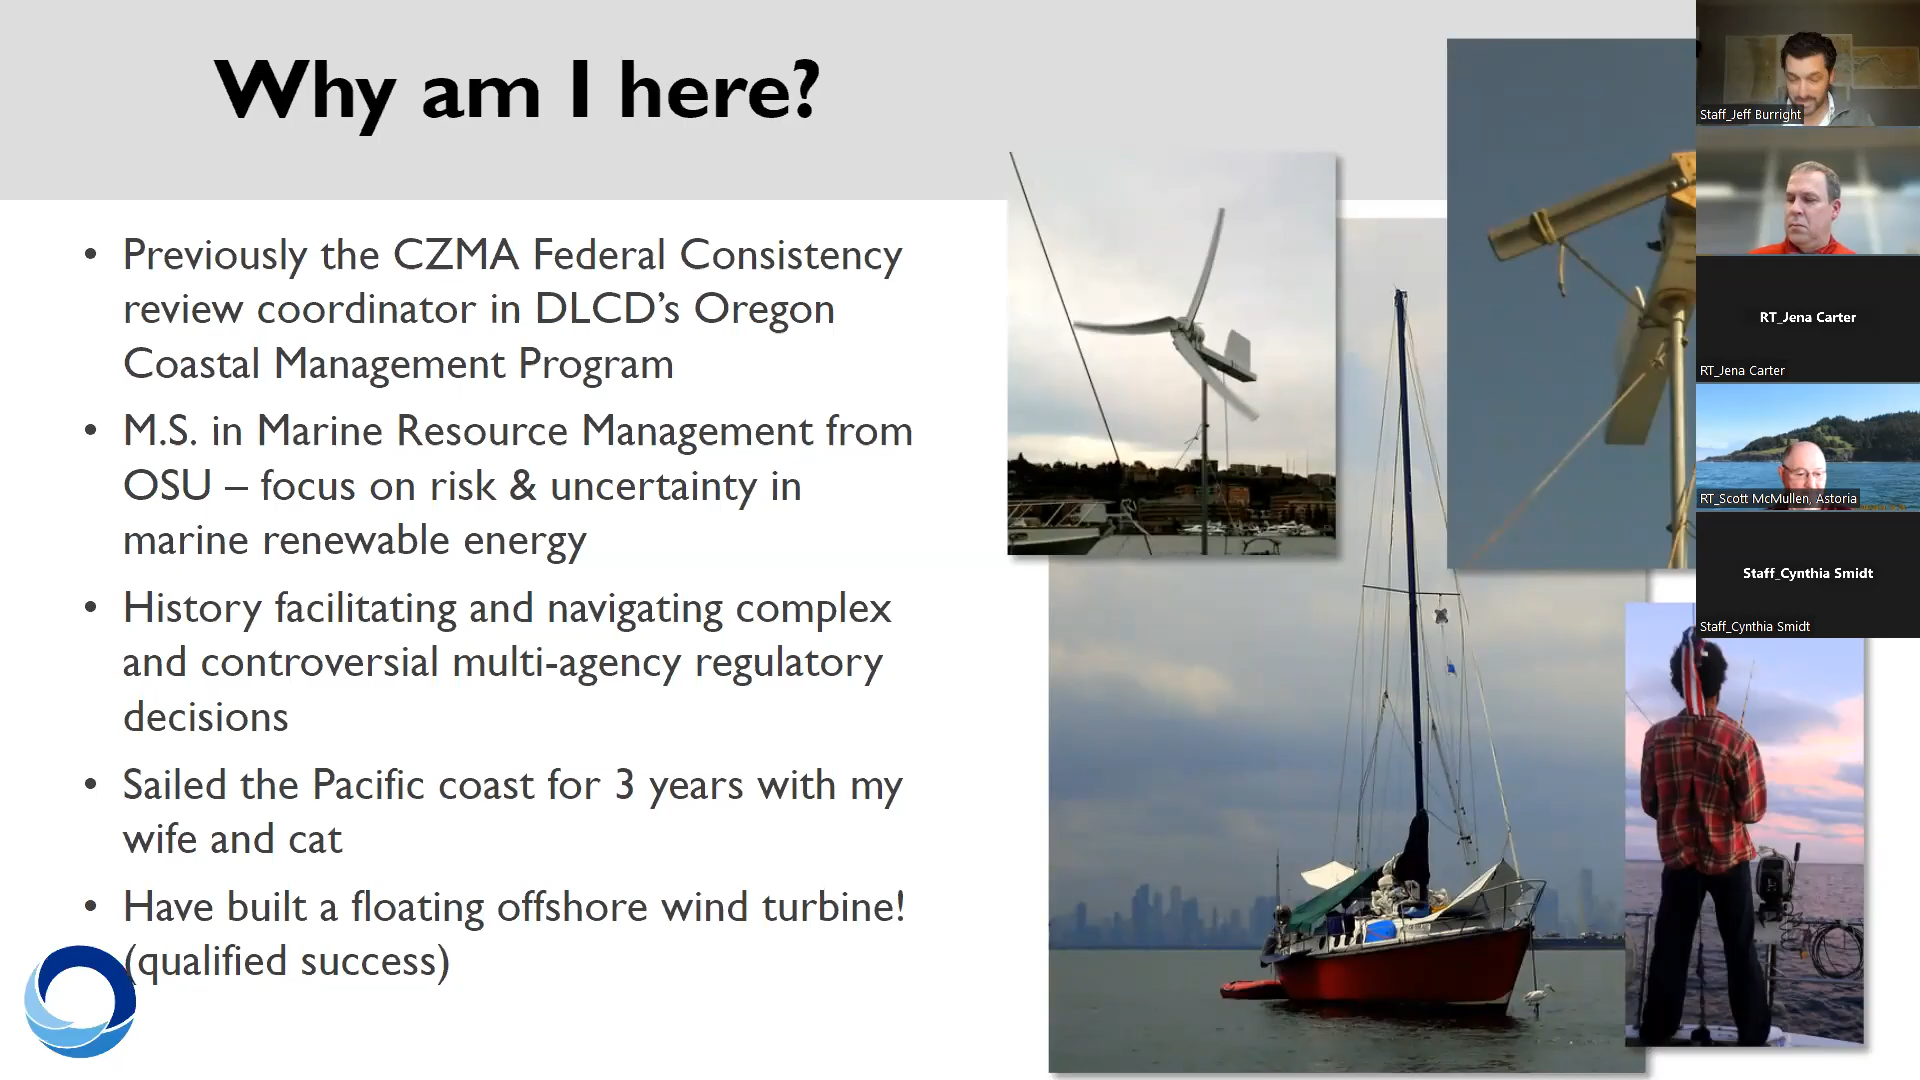 Why am I here?
• Previously the CZMA Federal Consistency
review coordinator in DLCD’s Oregon
Coastal Management Program
• M.S. in Marine Resource Management from
OSU – focus on risk & uncertainty in
marine renewable energy
• History facilitating and navigating complex
and controversial multi-agency regulatory
decisions
• Sailed the Pacific coast for 3 years with my
wife and cat
• Have built a floating offshore wind turbine!
(qualified success)
Staff_Jeff Burright
RT_Jena Carter
RT_Jena Carter
RT_Scott McMullen, Astoria
Staff_Cynthia Smidt
Staff_Cynthia Smidt